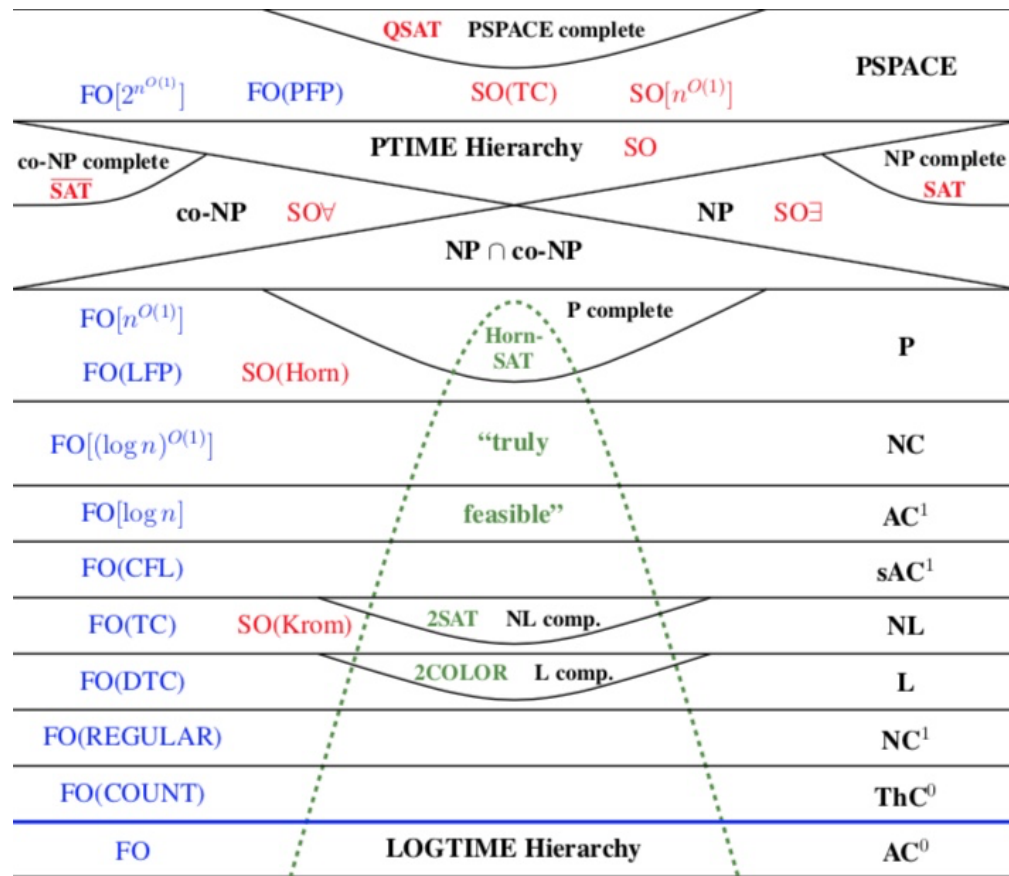 QSAT PSPACE complete
PSPACE
FO[2^{n^{O(1)}}] FO(PFP) SO(TC) SO[n^{O(1)}]
PTIME Hierarchy SO
co-NP complete
\overline{SAT}
NP complete
SAT
co-NP SO∀ NP SO∃
NP ∩ co-NP
FO[n^{O(1)}]
P complete
Horn-
SAT
P
FO(LFP) SO(Horn)
FO[(log n)^{O(1)}] “truly NC
FO[log n] feasible” AC^1
FO(CFL) sAC^1
FO(TC) SO(Krom) 2SAT NL comp. NL
FO(DTC) 2COLOR L comp. L
FO(REGULAR) NC^1
FO(COUNT) ThC^0
FO LOGTIME Hierarchy AC^0